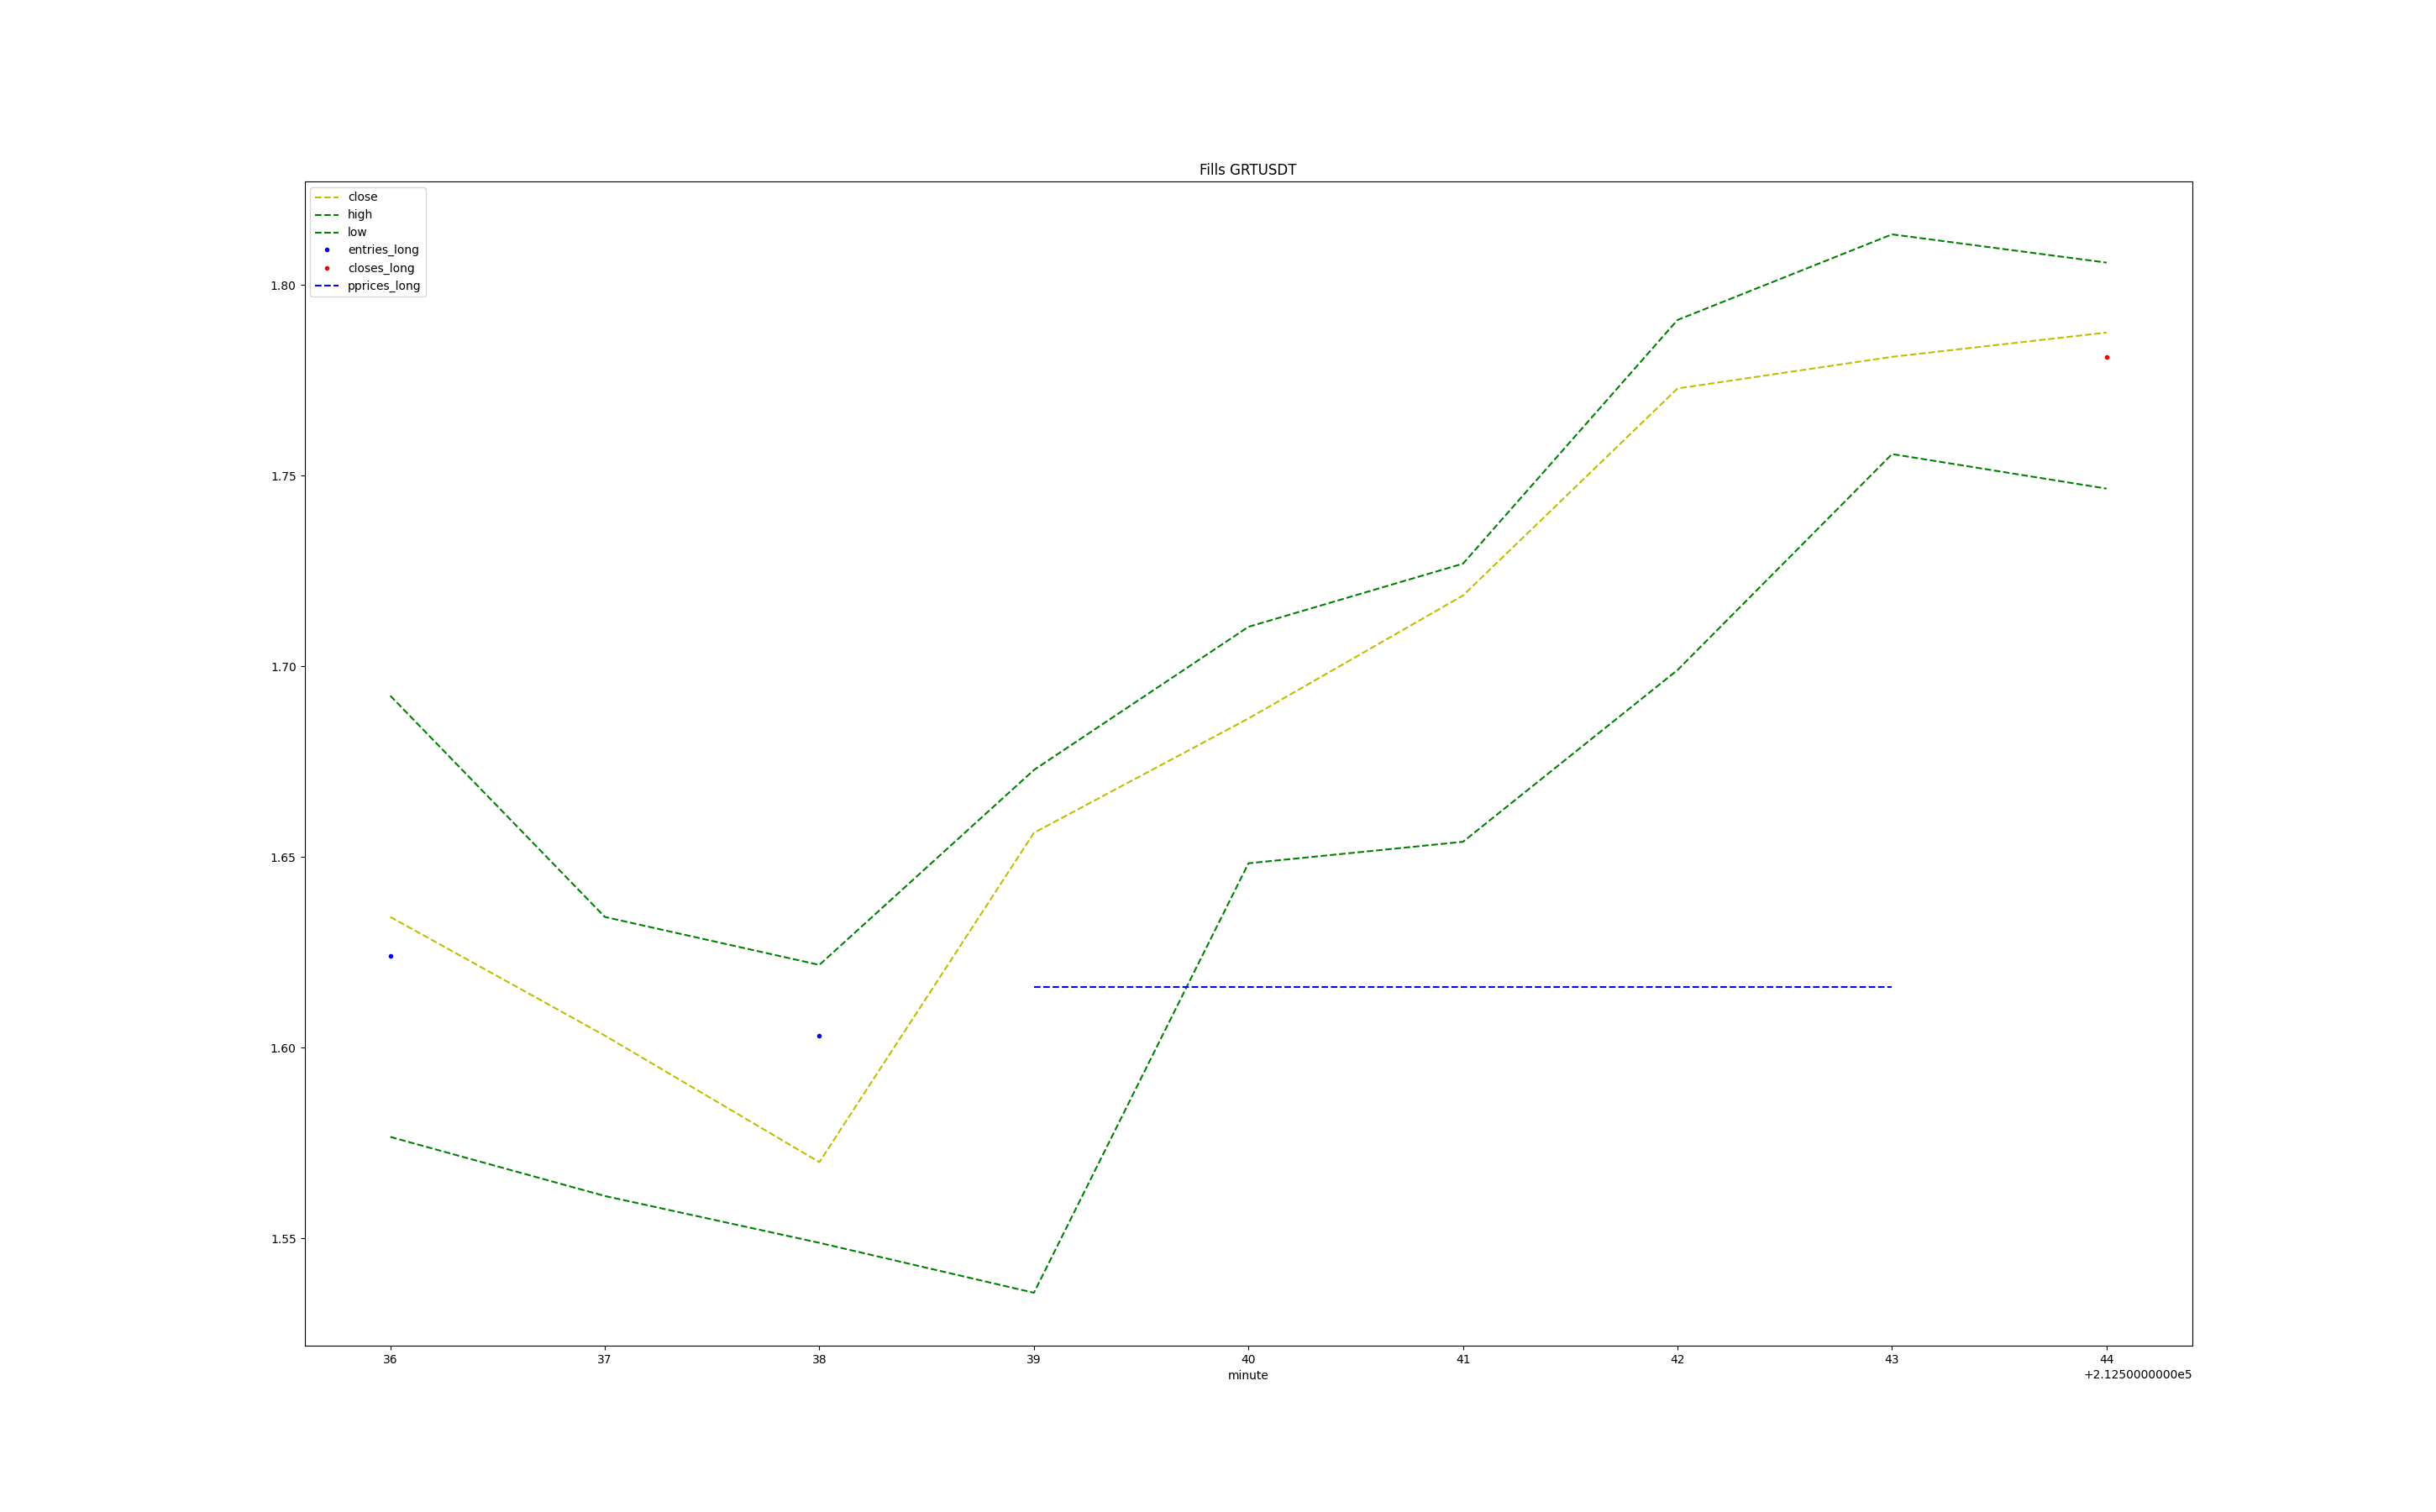 Fills GRTUSDT
close
high
low
entries_long
closes_long
pprices_long
1.80
1.75
1.70
1.65
1.60
1.55
36 37 38 39 40 41 42 43 44
minute
+2.1250000000e5